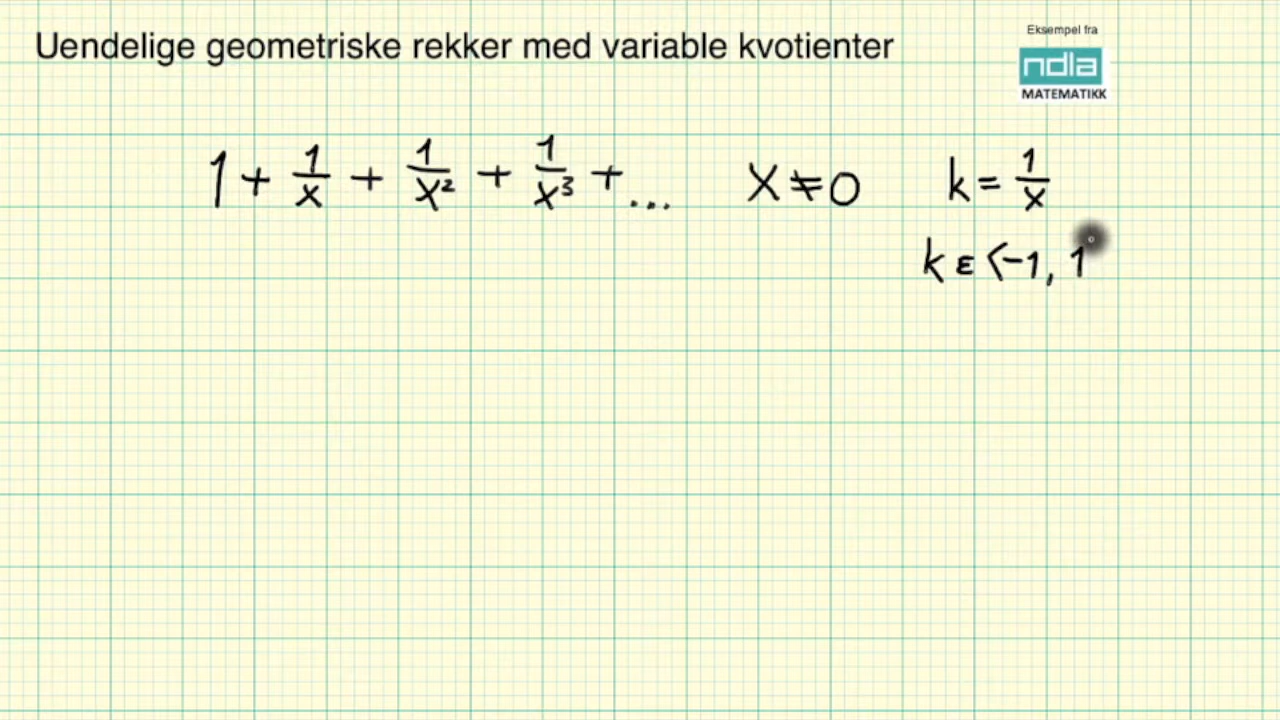 Uendelige geometriske rekker med variable kvotienter
Eksempel fra
ndla
MATEMATIKK
1 + 1/x + 1/x² + 1/x³ + ... x ≠ 0 k = 1/x
k ε ⟨-1, 1